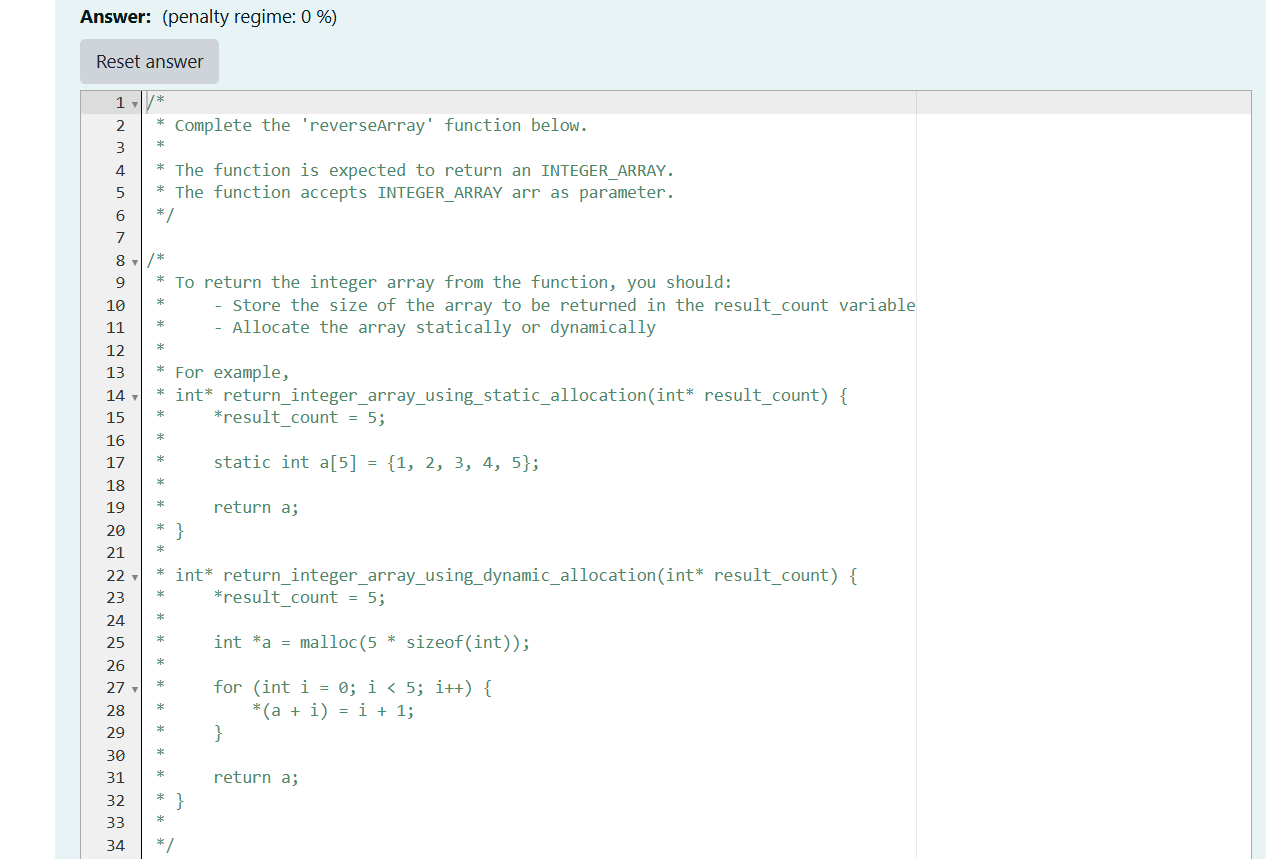 Answer: (penalty regime: 0 %)
Reset answer
1 /*
2  * Complete the 'reverseArray' function below.
3  *
4  * The function is expected to return an INTEGER_ARRAY.
5  * The function accepts INTEGER_ARRAY arr as parameter.
6  */
7
8 /*
9  * To return the integer array from the function, you should:
10  *     - Store the size of the array to be returned in the result_count variable
11  *     - Allocate the array statically or dynamically
12  *
13  * For example,
14  * int* return_integer_array_using_static_allocation(int* result_count) {
15  *     *result_count = 5;
16  *
17  *     static int a[5] = {1, 2, 3, 4, 5};
18  *
19  *     return a;
20  * }
21  *
22  * int* return_integer_array_using_dynamic_allocation(int* result_count) {
23  *     *result_count = 5;
24  *
25  *     int *a = malloc(5 * sizeof(int));
26  *
27  *     for (int i = 0; i < 5; i++) {
28  *         *(a + i) = i + 1;
29  *     }
30  *
31  *     return a;
32  * }
33  *
34  */